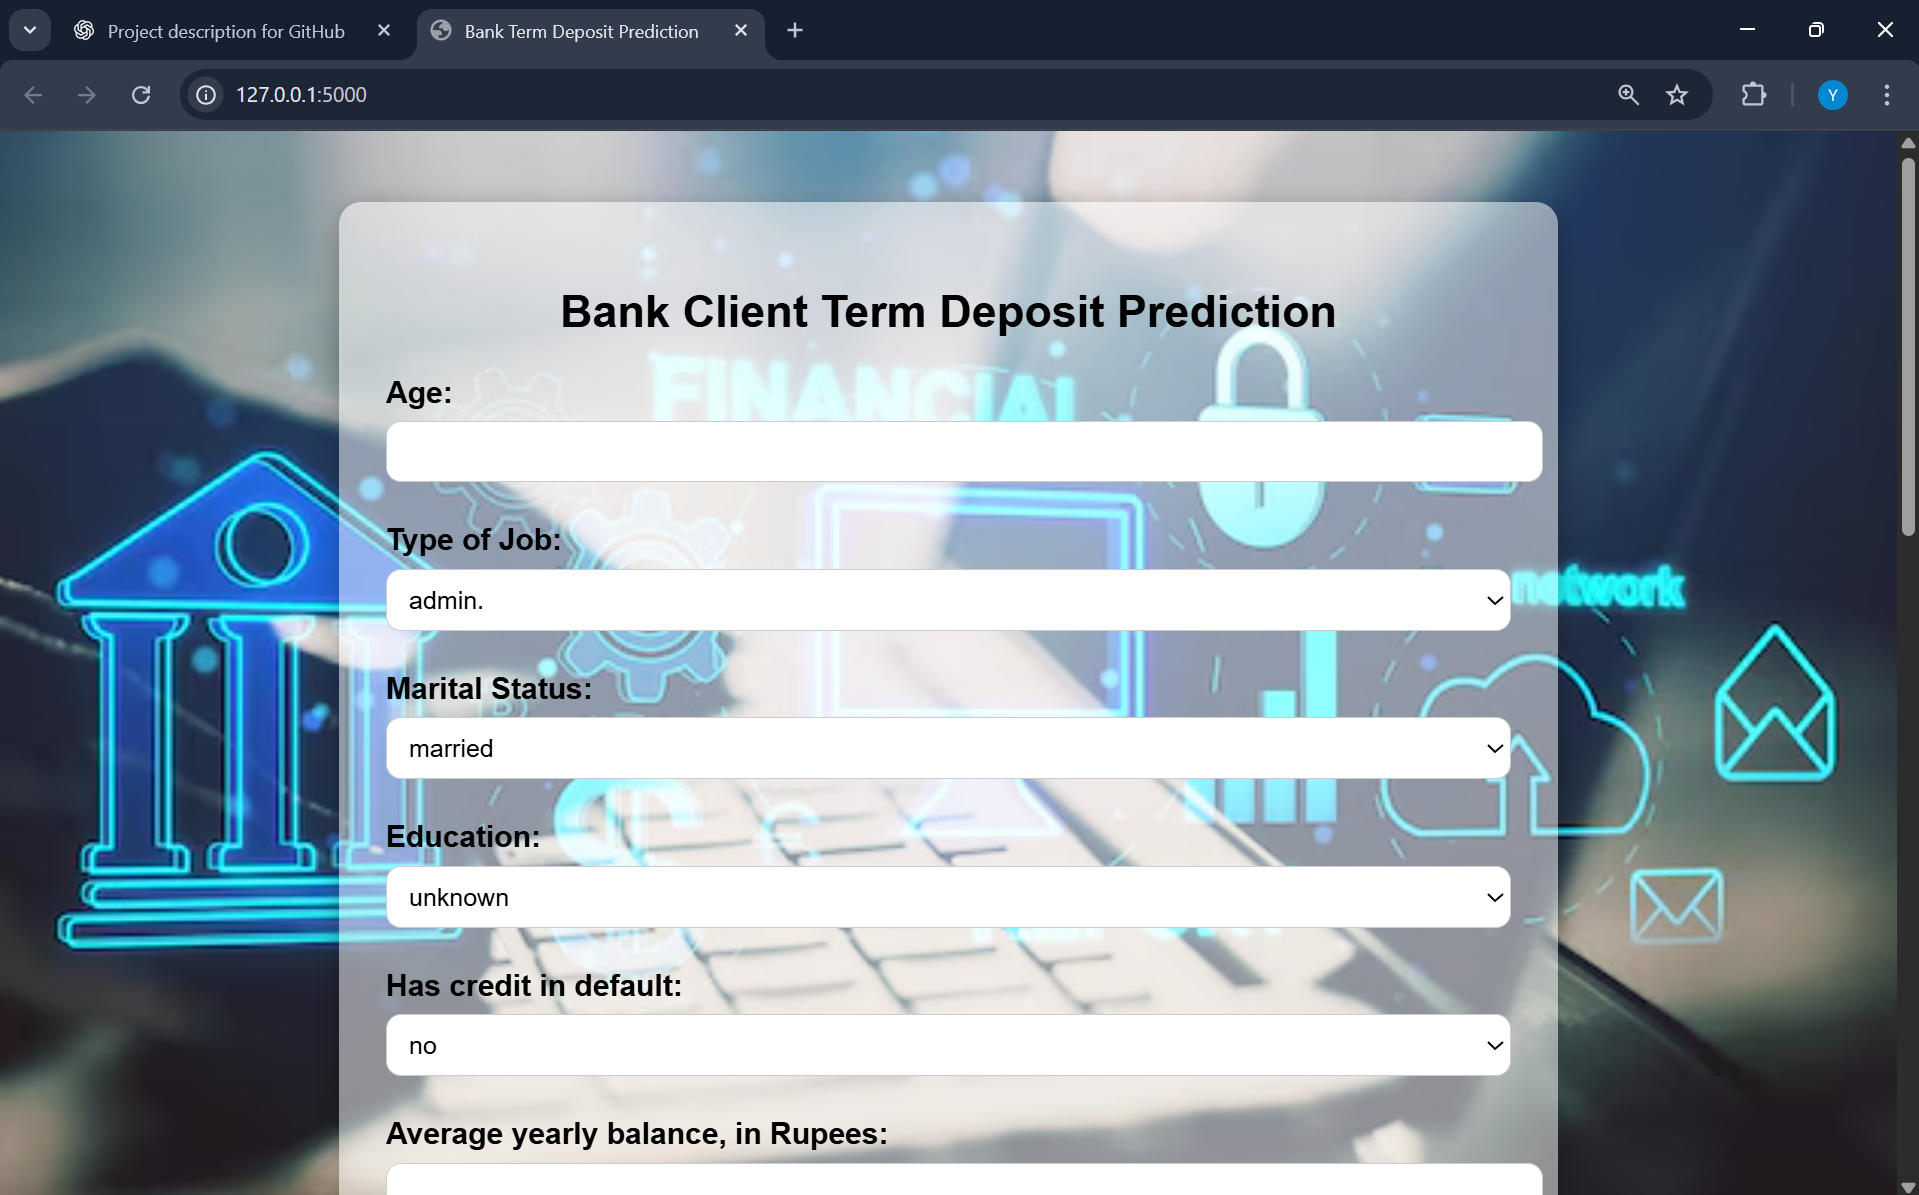 Project description for GitHub
Bank Term Deposit Prediction
127.0.0.1:5000
Y
Bank Client Term Deposit Prediction
FINANCIAL
Age:
Type of Job:
network
admin.
Marital Status:
married
Education:
unknown
Has credit in default:
no
Average yearly balance, in Rupees: